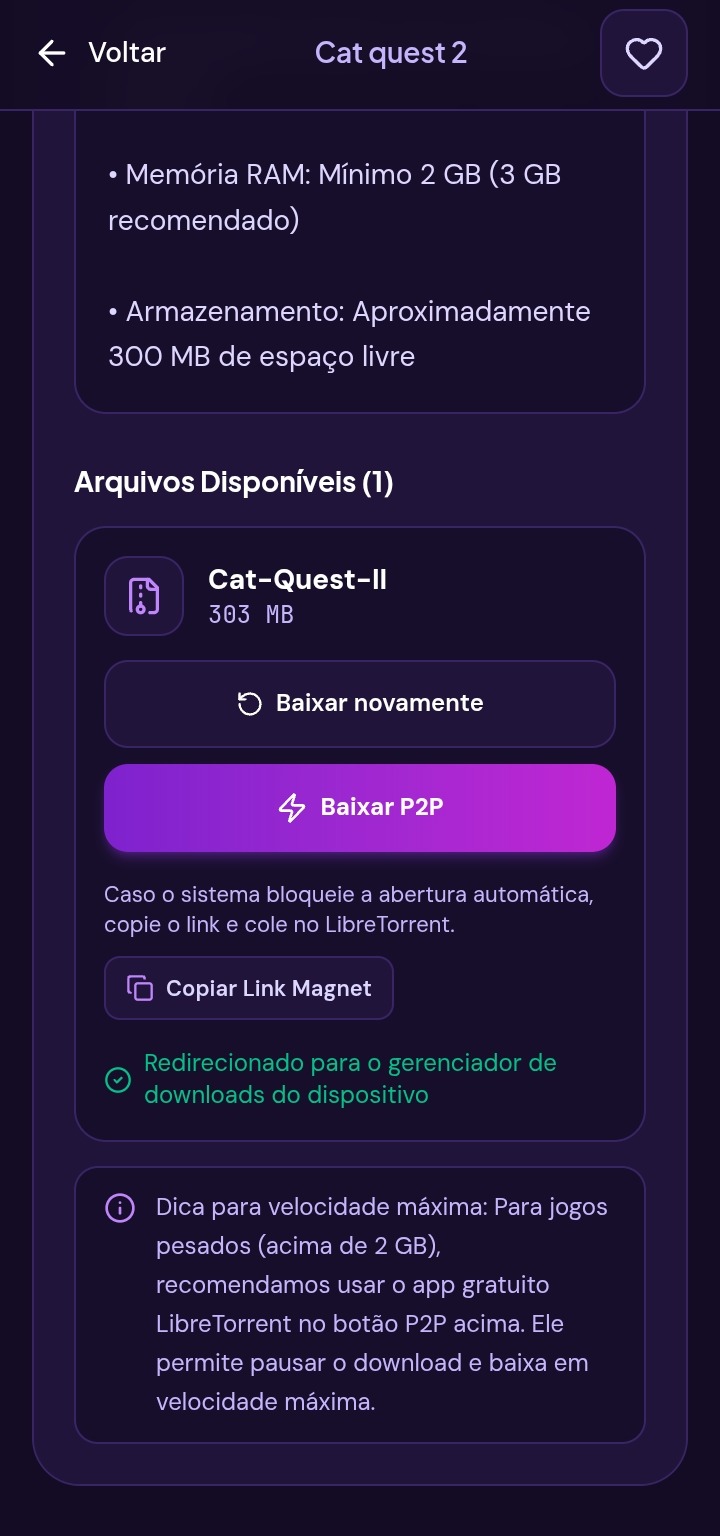 Voltar
Cat quest 2
• Memória RAM: Mínimo 2 GB (3 GB
recomendado)
• Armazenamento: Aproximadamente
300 MB de espaço livre
Arquivos Disponíveis (1)
Cat-Quest-II
303 MB
Baixar novamente
Baixar P2P
Caso o sistema bloqueie a abertura automática,
copie o link e cole no LibreTorrent.
Copiar Link Magnet
Redirecionado para o gerenciador de
downloads do dispositivo
Dica para velocidade máxima: Para jogos
pesados (acima de 2 GB),
recomendamos usar o app gratuito
LibreTorrent no botão P2P acima. Ele
permite pausar o download e baixa em
velocidade máxima.